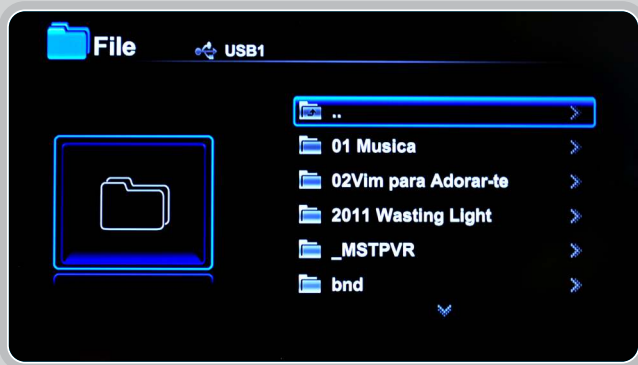 File
USB1
..
01 Musica
02Vim para Adorar-te
2011 Wasting Light
_MSTPVR
bnd